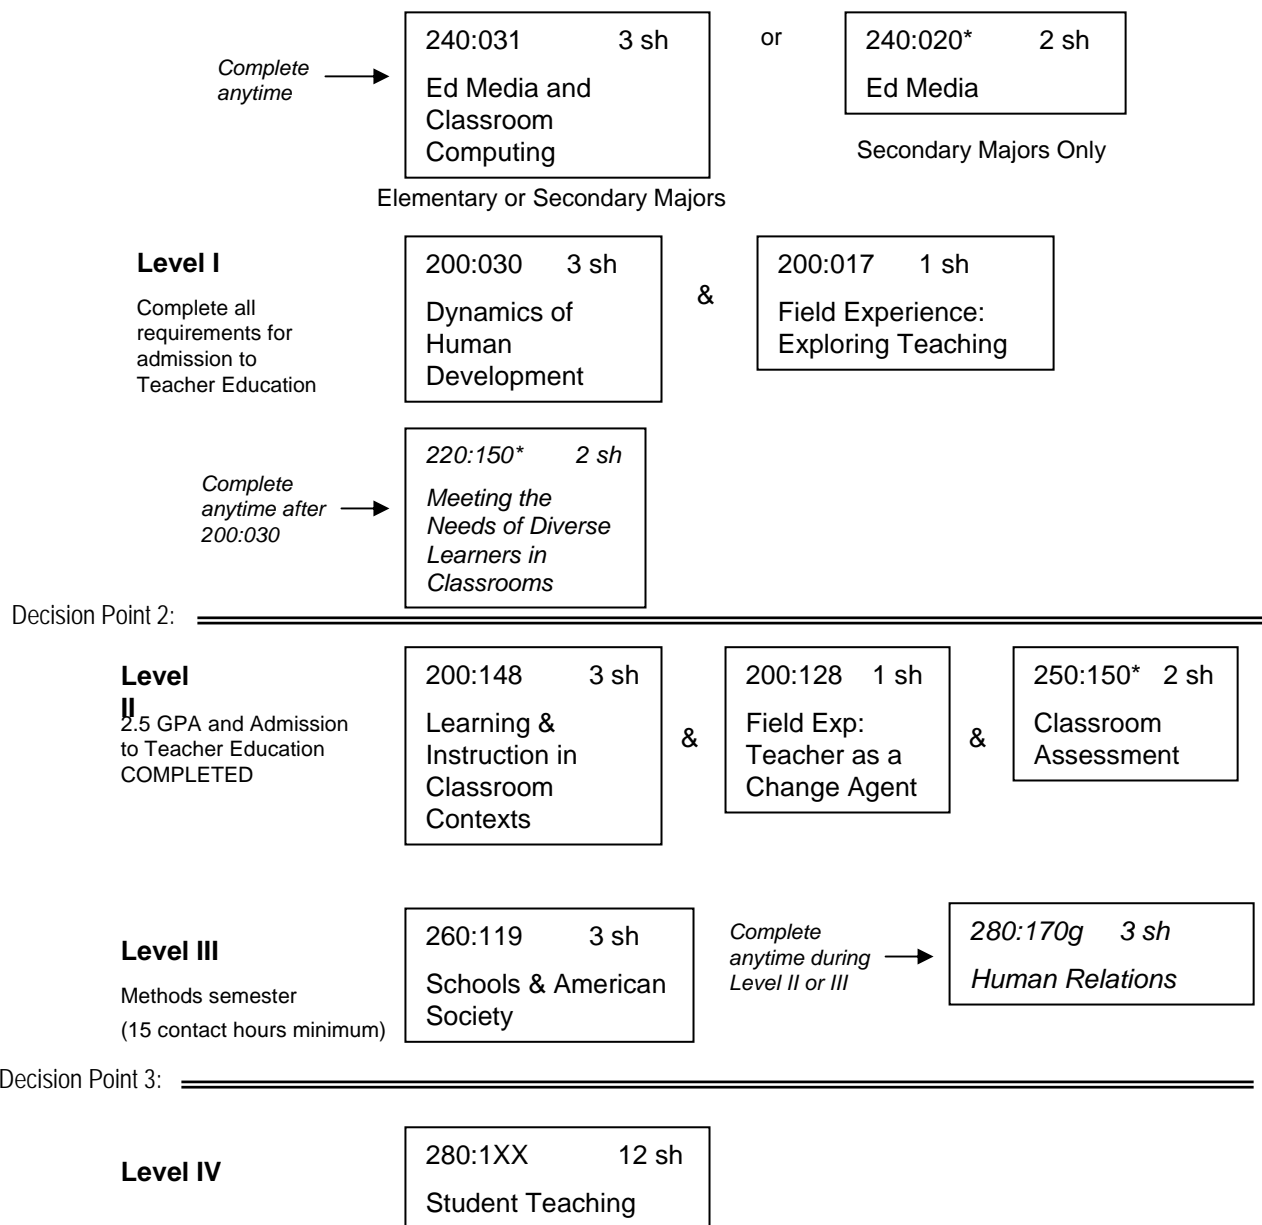 240:031 3 sh
or
240:020* 2 sh
Complete
anytime
Ed Media and
Classroom
Computing
Ed Media
Secondary Majors Only
Elementary or Secondary Majors
Level I
Complete all
requirements for
admission to
Teacher Education
200:030 3 sh
Dynamics of
Human
Development
&
200:017 1 sh
Field Experience:
Exploring Teaching
Complete
anytime after
200:030
220:150* 2 sh
Meeting the
Needs of Diverse
Learners in
Classrooms
Decision Point 2:
Level
II
2.5 GPA and Admission
to Teacher Education
COMPLETED
200:148 3 sh
Learning &
Instruction in
Classroom
Contexts
&
200:128 1 sh
Field Exp:
Teacher as a
Change Agent
&
250:150* 2 sh
Classroom
Assessment
Level III
Methods semester
(15 contact hours minimum)
260:119 3 sh
Schools & American
Society
Complete
anytime during
Level II or III
280:170g 3 sh
Human Relations
Decision Point 3:
Level IV
280:1XX 12 sh
Student Teaching